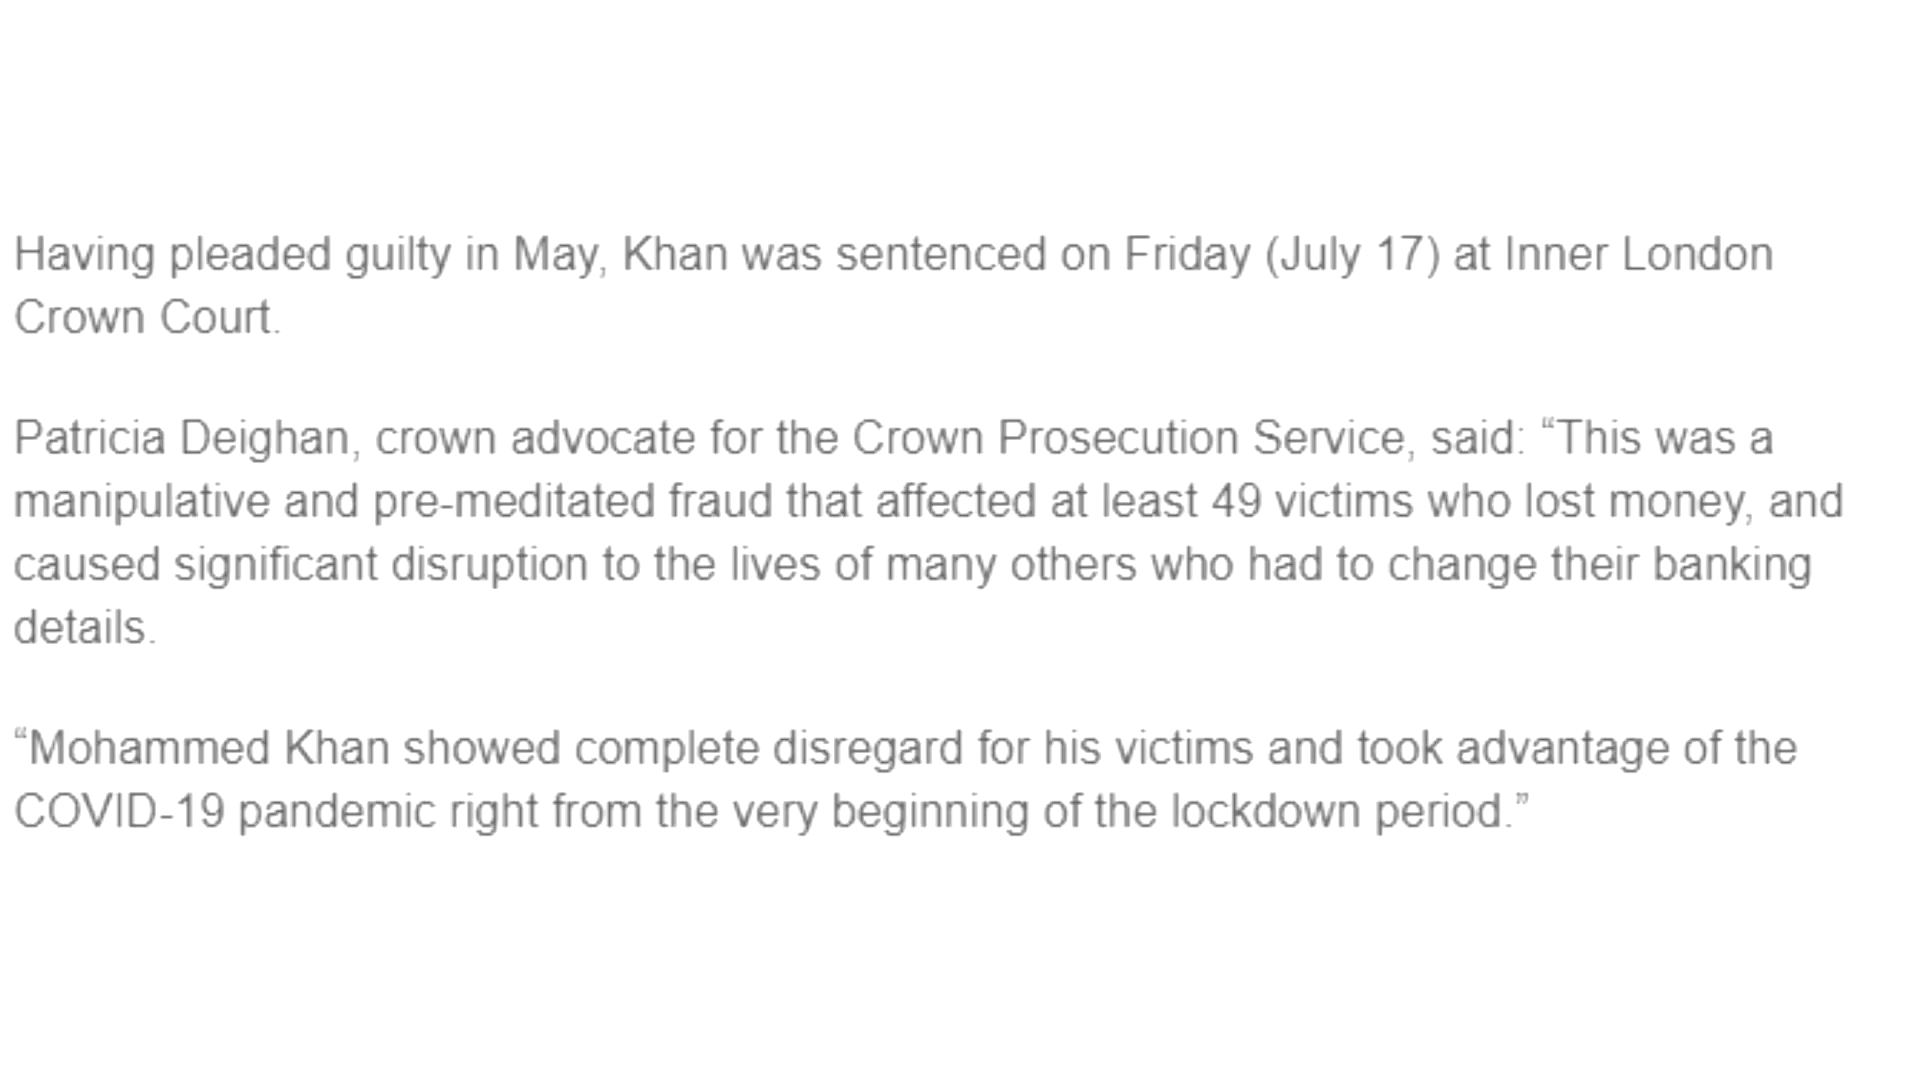 Having pleaded guilty in May, Khan was sentenced on Friday (July 17) at Inner London
Crown Court.
Patricia Deighan, crown advocate for the Crown Prosecution Service, said: “This was a
manipulative and pre-meditated fraud that affected at least 49 victims who lost money, and
caused significant disruption to the lives of many others who had to change their banking
details.
“Mohammed Khan showed complete disregard for his victims and took advantage of the
COVID-19 pandemic right from the very beginning of the lockdown period.”